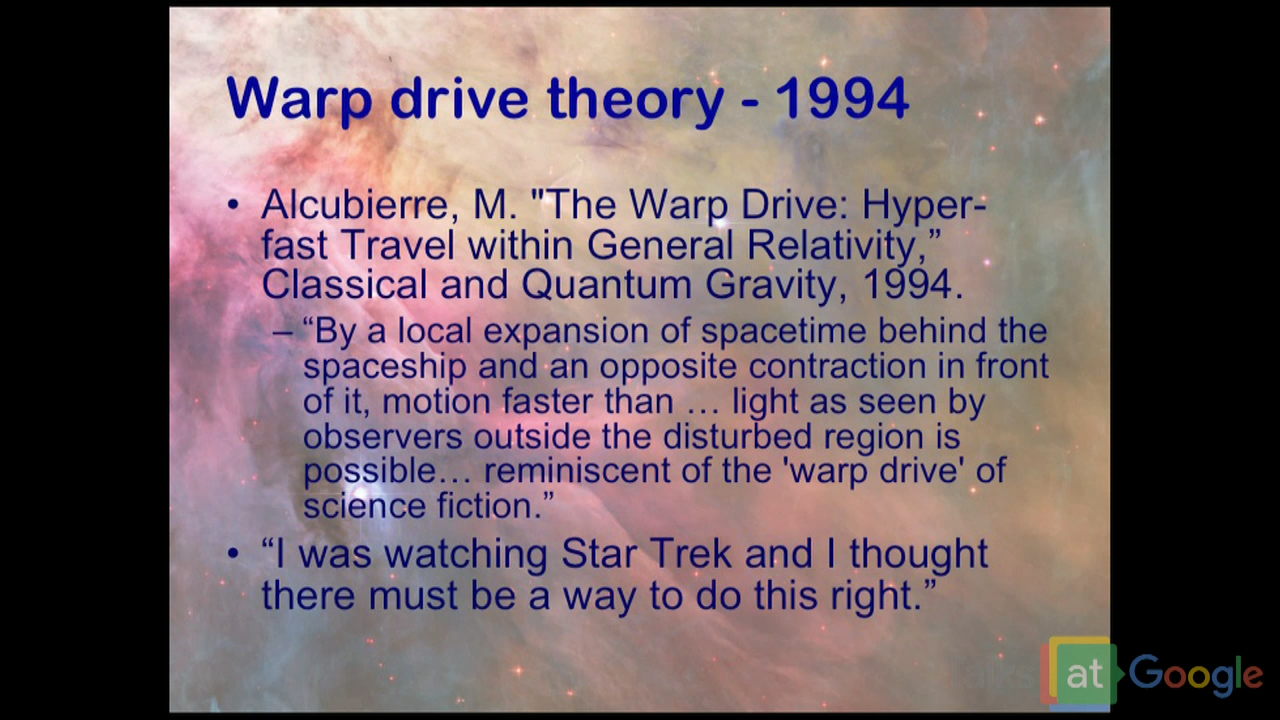 Warp drive theory - 1994
• Alcubierre, M. "The Warp Drive: Hyper-
fast Travel within General Relativity,”
Classical and Quantum Gravity, 1994.
– “By a local expansion of spacetime behind the
spaceship and an opposite contraction in front
of it, motion faster than … light as seen by
observers outside the disturbed region is
possible… reminiscent of the 'warp drive' of
science fiction.”
• “I was watching Star Trek and I thought
there must be a way to do this right.”
at Google